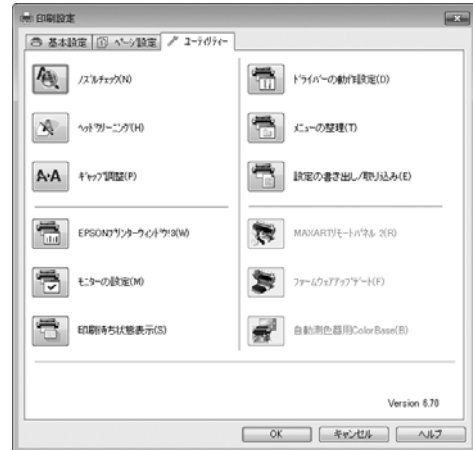 印刷設定
基本設定 ページ設定 ユーティリティー
ノズルチェック(N)
ヘッドクリーニング(H)
ギャップ調整(P)
EPSONプリンターウィンドウ!3(W)
モニターの設定(M)
印刷待ち状態表示(S)
ドライバーの動作設定(D)
メニューの整理(T)
設定の書き出し/取り込み(E)
MAXARTリモートパネル 2(R)
ファームウェアアップデート(F)
自動測色器用ColorBase(B)
Version 6.70
OK キャンセル ヘルプ